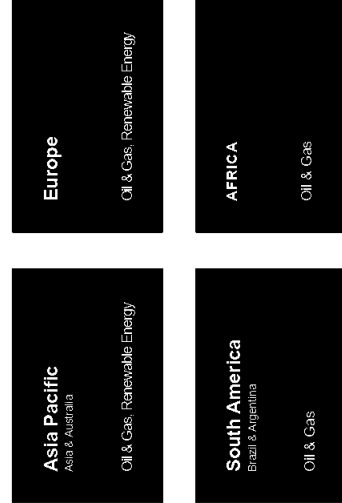 Asia Pacific
Asia & Australia
Oil & Gas, Renewable Energy
Europe
Oil & Gas, Renewable Energy
South America
Brazil & Argentina
Oil & Gas
AFRICA
Oil & Gas